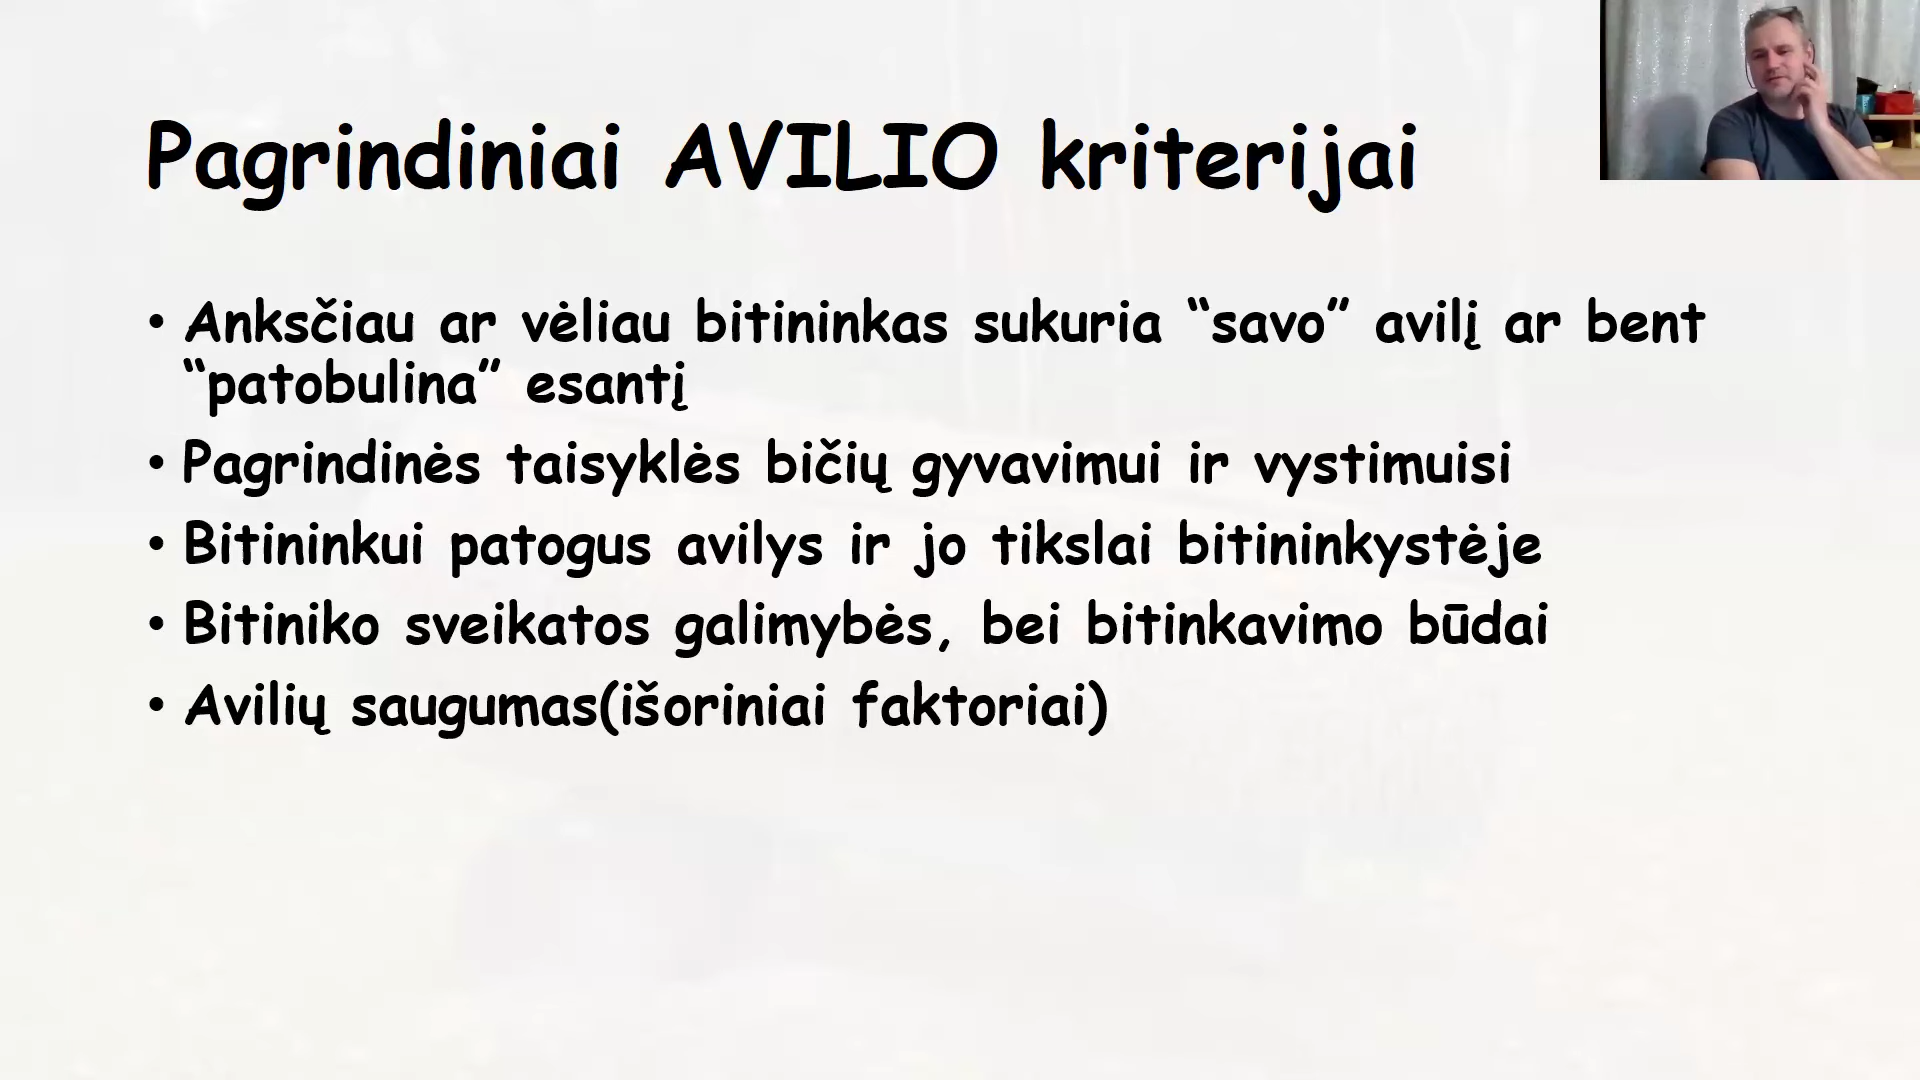 Pagrindiniai AVILIO kriterijai
• Anksčiau ar vėliau bitininkas sukuria “savo” avilį ar bent
“patobulina” esantį
• Pagrindinės taisyklės bičių gyvavimui ir vystimuisi
• Bitininkui patogus avilys ir jo tikslai bitininkystėje
• Bitiniko sveikatos galimybės, bei bitinkavimo būdai
• Avilių saugumas(išoriniai faktoriai)